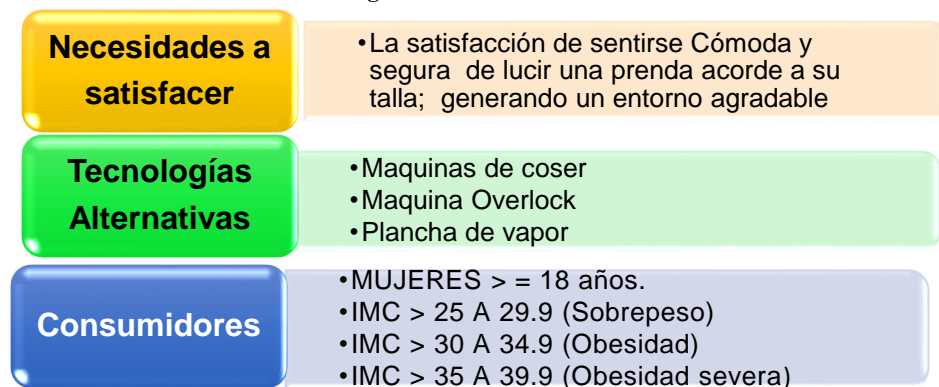 Necesidades a
satisfacer
•La satisfacción de sentirse Cómoda y
segura de lucir una prenda acorde a su
talla; generando un entorno agradable
Tecnologías
Alternativas
•Maquinas de coser
•Maquina Overlock
•Plancha de vapor
Consumidores
•MUJERES > = 18 años.
•IMC > 25 A 29.9 (Sobrepeso)
•IMC > 30 A 34.9 (Obesidad)
•IMC > 35 A 39.9 (Obesidad severa)